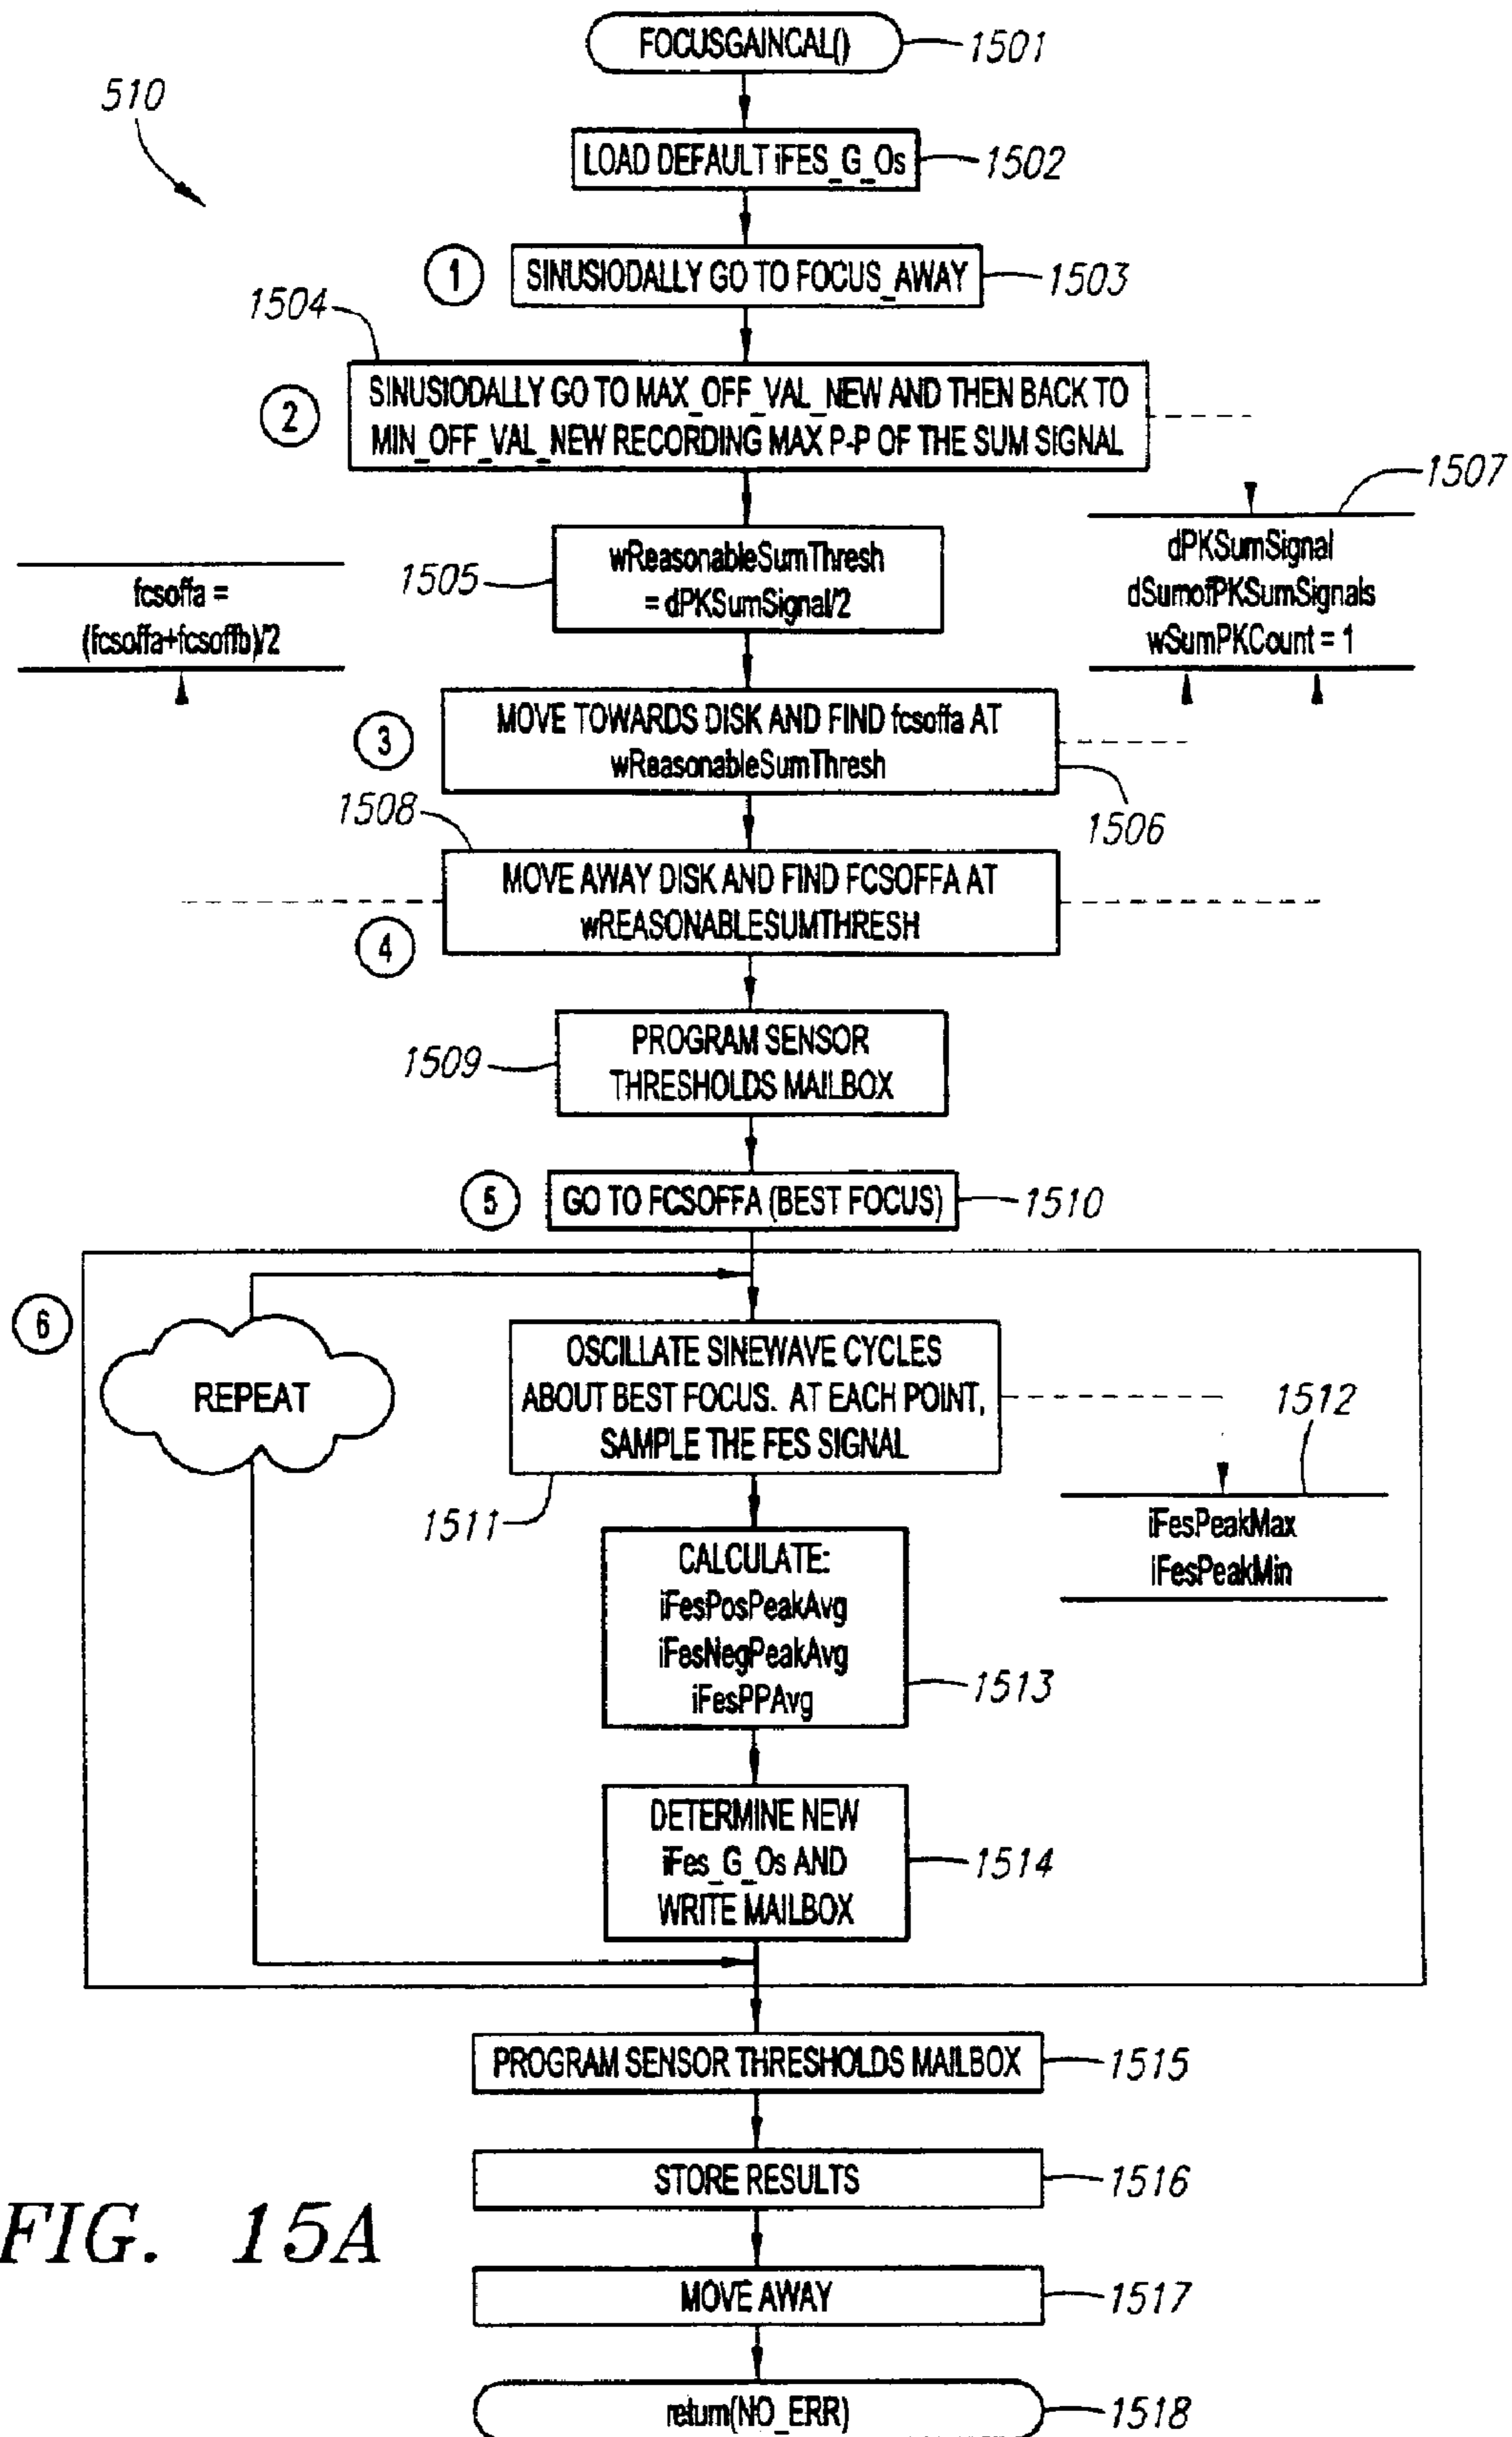 FOCUSGAINCAL()
1501
510
LOAD DEFAULT iFES_G_Os
1502
1
SINUSIODALLY GO TO FOCUS_AWAY
1503
1504
2
SINUSIODALLY GO TO MAX_OFF_VAL_NEW AND THEN BACK TO
MIN_OFF_VAL_NEW RECORDING MAX P-P OF THE SUM SIGNAL
1507
1505
wReasonableSumThresh
= dPKSumSignal/2
dPKSumSignal
dSumofPKSumSignals
wSumPKCount = 1
fcsoffa =
(fcsoffa+fcsoffb)/2
3
MOVE TOWARDS DISK AND FIND fcsoffa AT
wReasonableSumThresh
1506
1508
MOVE AWAY DISK AND FIND FCSOFFA AT
wREASONABLESUMTHRESH
4
1509
PROGRAM SENSOR
THRESHOLDS MAILBOX
5
GO TO FCSOFFA (BEST FOCUS)
1510
6
REPEAT
OSCILLATE SINEWAVE CYCLES
ABOUT BEST FOCUS. AT EACH POINT,
SAMPLE THE FES SIGNAL
1511
1512
iFesPeakMax
iFesPeakMin
CALCULATE:
iFesPosPeakAvg
iFesNegPeakAvg
iFesPPAvg
1513
DETERMINE NEW
iFes_G_Os AND
WRITE MAILBOX
1514
PROGRAM SENSOR THRESHOLDS MAILBOX
1515
STORE RESULTS
1516
MOVE AWAY
1517
return(NO_ERR)
1518
FIG. 15A